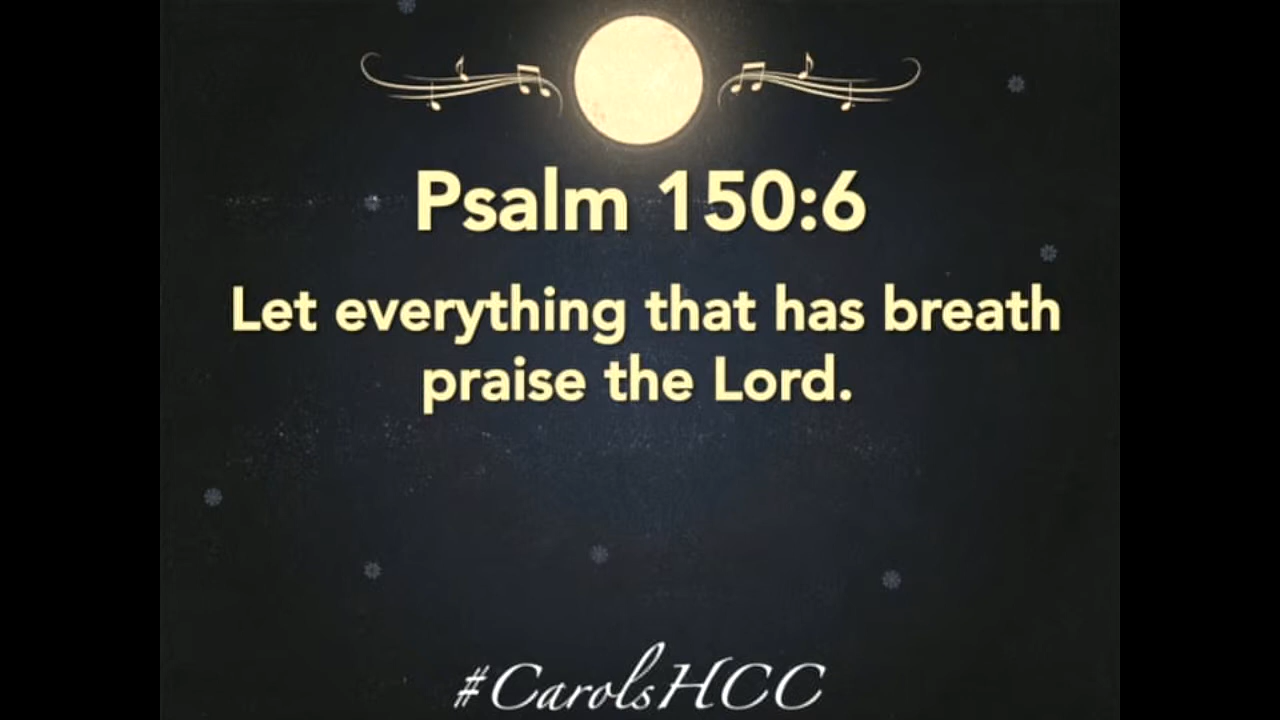 Psalm 150:6
Let everything that has breath
praise the Lord.
#CarolsHCC